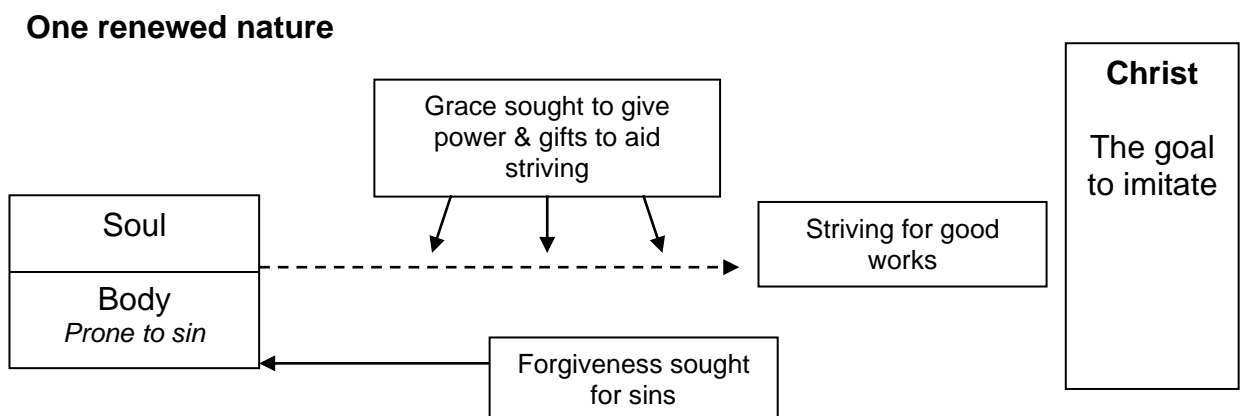 One renewed nature
Christ
The goal
to imitate
Grace sought to give
power & gifts to aid
striving
Soul
Body
Prone to sin
Striving for good
works
Forgiveness sought
for sins